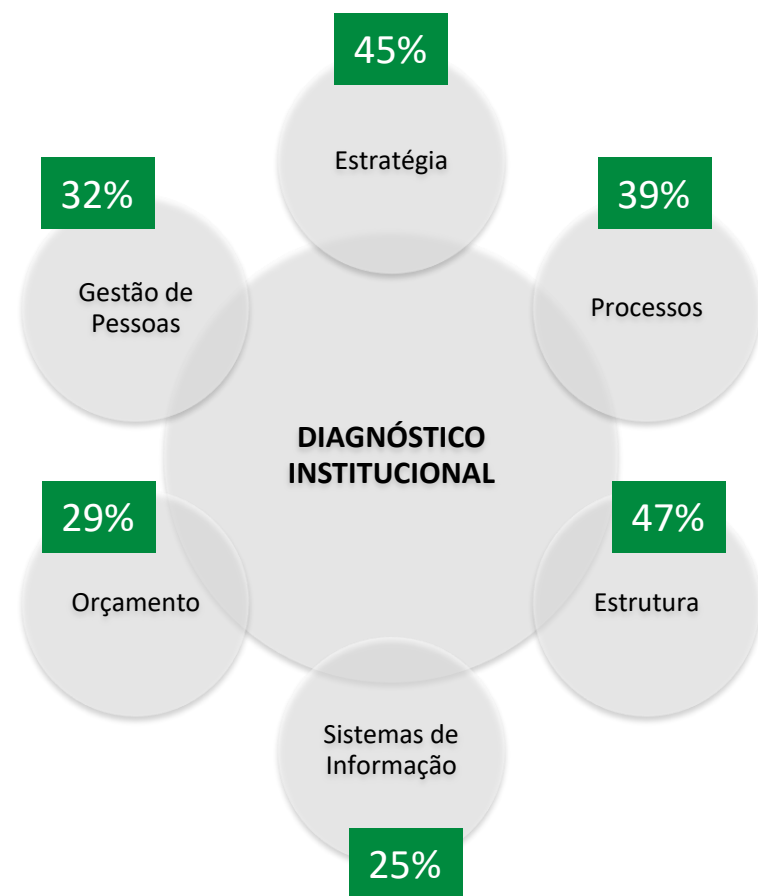 45%
Estratégia
32%
Gestão de
Pessoas
39%
Processos
DIAGNÓSTICO
INSTITUCIONAL
29%
Orçamento
47%
Estrutura
Sistemas de
Informação
25%